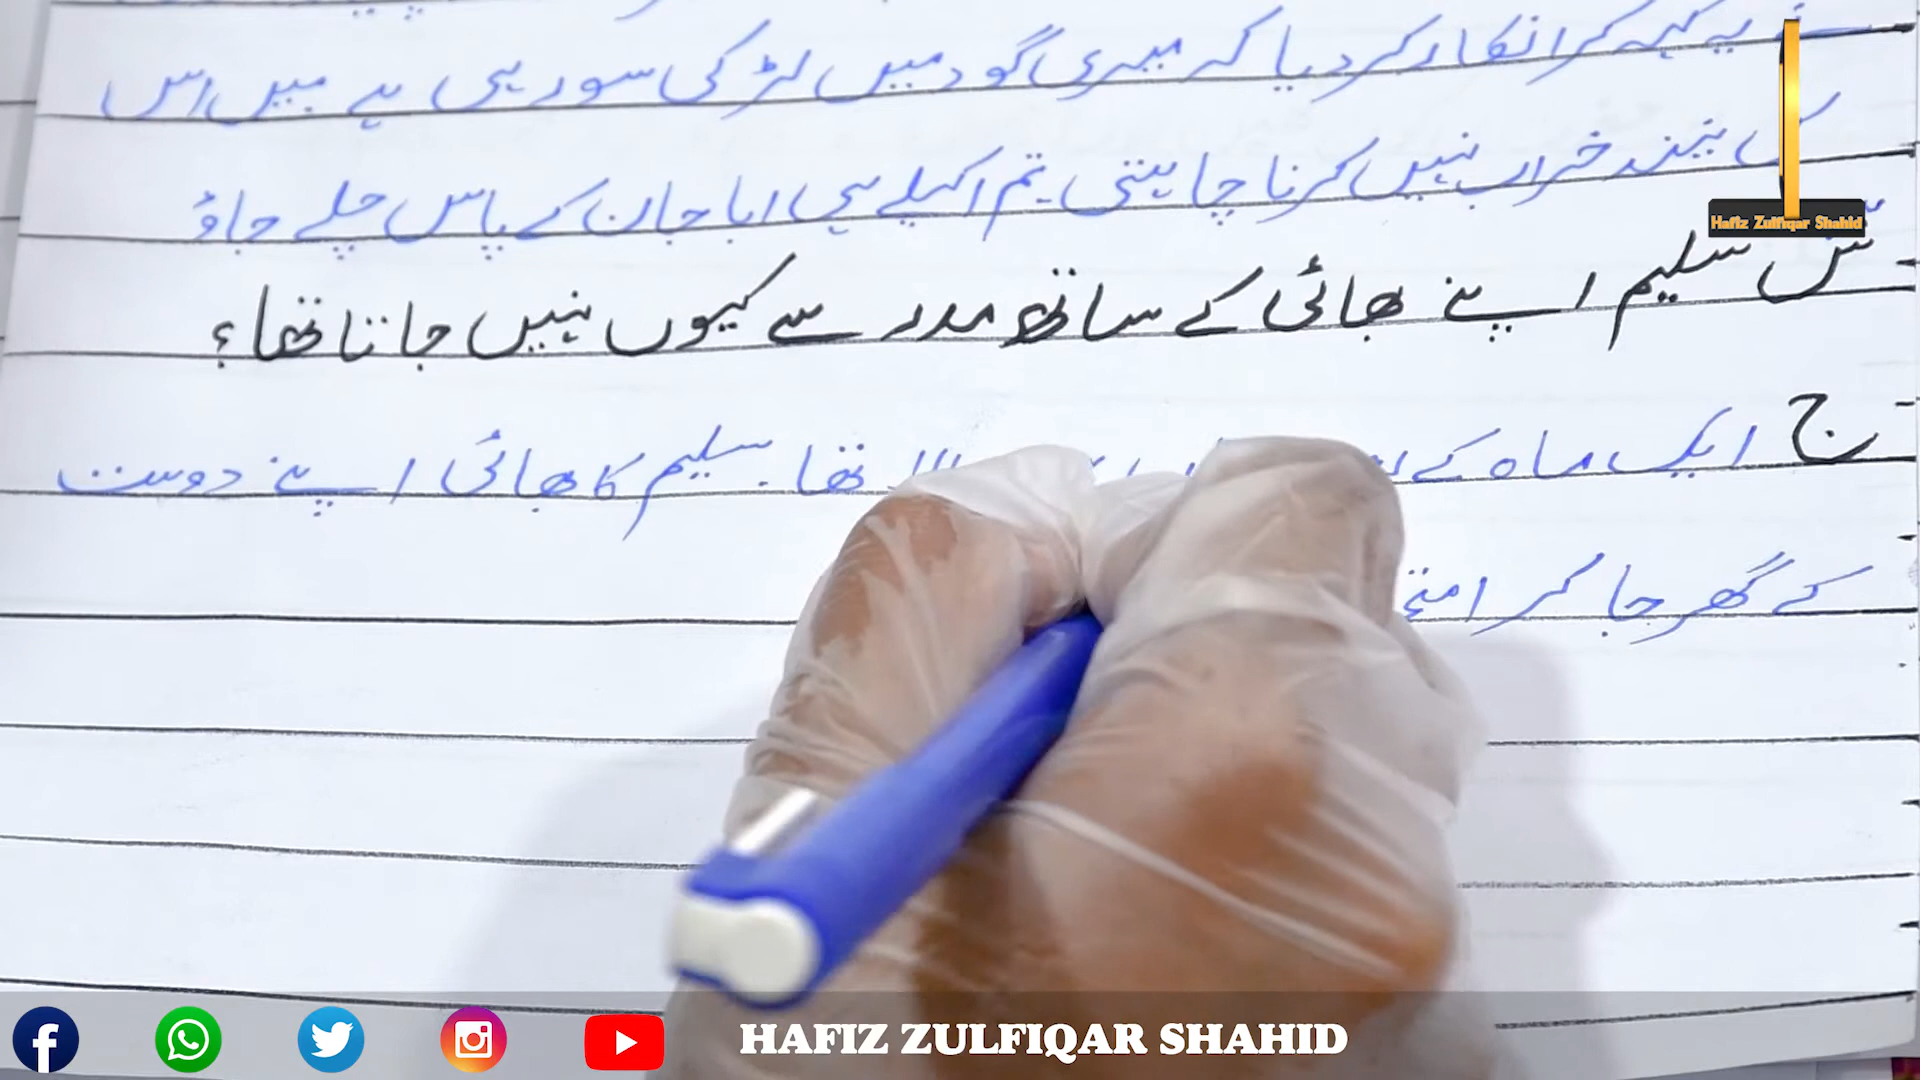 نے یہ کہہ کر انکار کر دیا کہ میری گود میں لڑکی سو رہی ہے میں اس
کی نیند خراب نہیں کرنا چاہتی۔ تم اکیلے ہی ابا جان کے پاس چلے جاؤ
Hafiz Zulfiqar Shahid
س سلیم اپنے بھائی کے ساتھ مدرسے کیوں نہیں جاتا تھا؟
ج ایک ماہ کے تھا۔ سلیم کا بھائی اپنے دوست
کے گھر جا کر
HAFIZ ZULFIQAR SHAHID